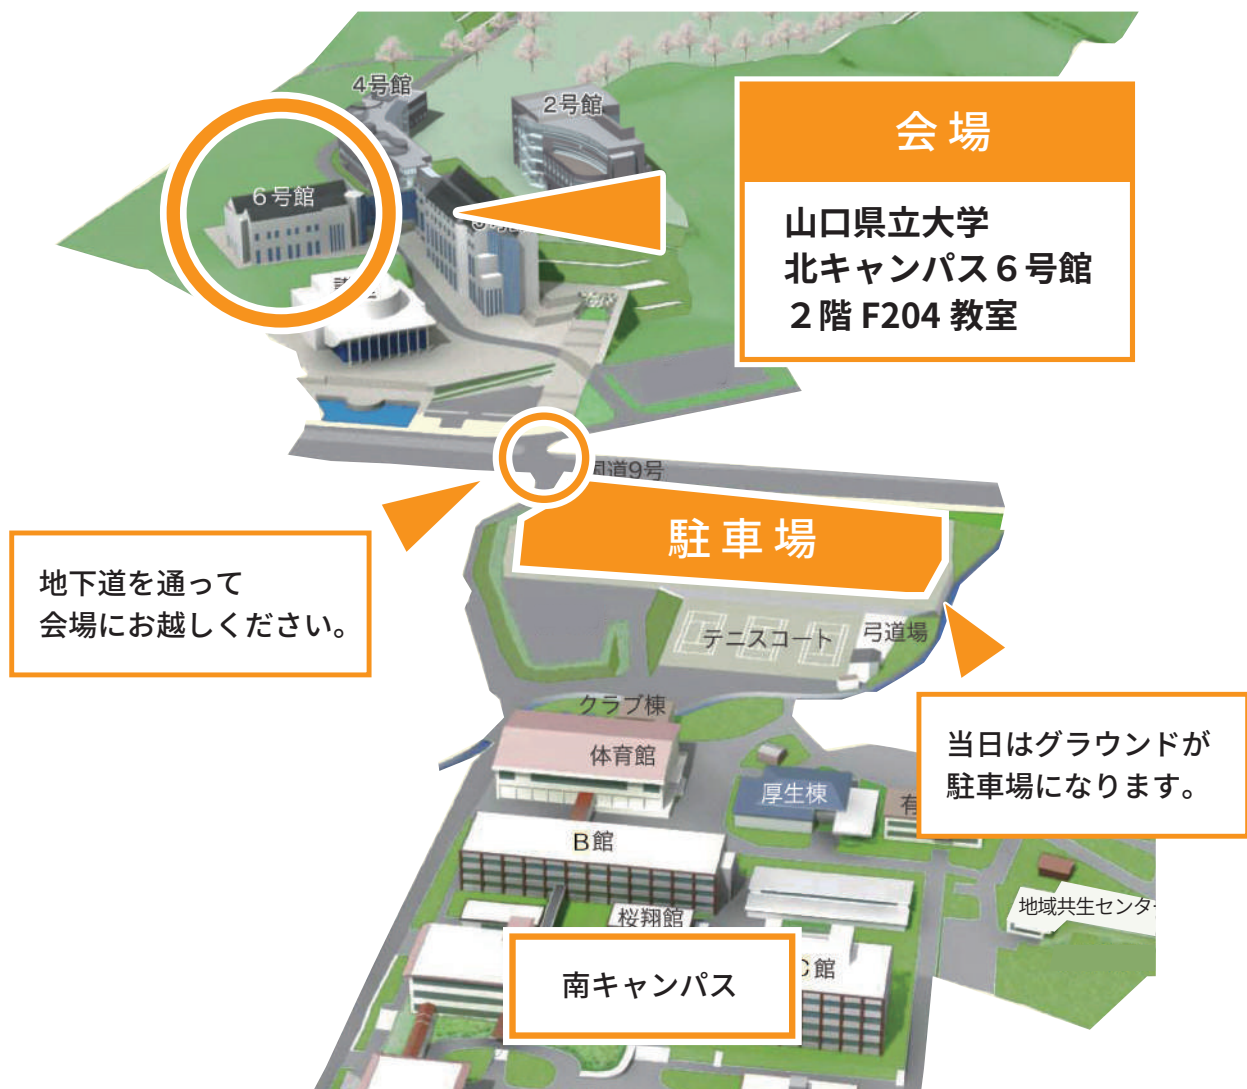 4号館
2号館
会場
6号館
山口県立大学
北キャンパス６号館
２階 F204 教室
国道9号
駐車場
地下道を通って
会場にお越しください。
テニスコート
弓道場
クラブ棟
体育館
当日はグラウンドが
駐車場になります。
厚生棟
有
B館
地域共生センター
桜翔館
C館
南キャンパス